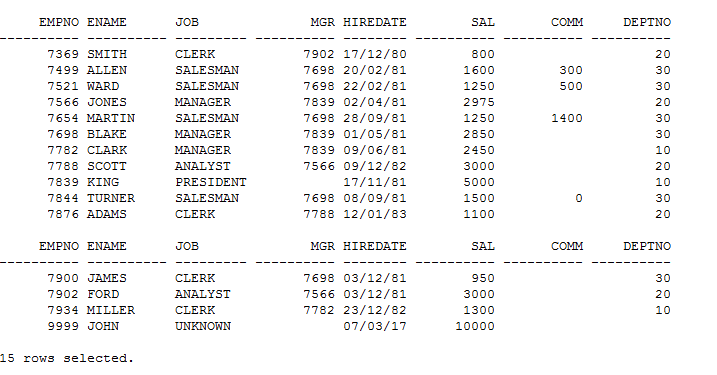 EMPNO ENAME      JOB              MGR HIREDATE        SAL       COMM     DEPTNO
---------- ---------- --------- ---------- -------- ---------- ---------- ----------
      7369 SMITH      CLERK           7902 17/12/80        800                    20
      7499 ALLEN      SALESMAN        7698 20/02/81       1600        300         30
      7521 WARD       SALESMAN        7698 22/02/81       1250        500         30
      7566 JONES      MANAGER         7839 02/04/81       2975                    20
      7654 MARTIN     SALESMAN        7698 28/09/81       1250       1400         30
      7698 BLAKE      MANAGER         7839 01/05/81       2850                    30
      7782 CLARK      MANAGER         7839 09/06/81       2450                    10
      7788 SCOTT      ANALYST         7566 09/12/82       3000                    20
      7839 KING       PRESIDENT            17/11/81       5000                    10
      7844 TURNER     SALESMAN        7698 08/09/81       1500          0         30
      7876 ADAMS      CLERK           7788 12/01/83       1100                    20
     EMPNO ENAME      JOB              MGR HIREDATE        SAL       COMM     DEPTNO
---------- ---------- --------- ---------- -------- ---------- ---------- ----------
      7900 JAMES      CLERK           7698 03/12/81        950                    30
      7902 FORD       ANALYST         7566 03/12/81       3000                    20
      7934 MILLER     CLERK           7782 23/12/82       1300                    10
      9999 JOHN       UNKNOWN              07/03/17      10000
15 rows selected.